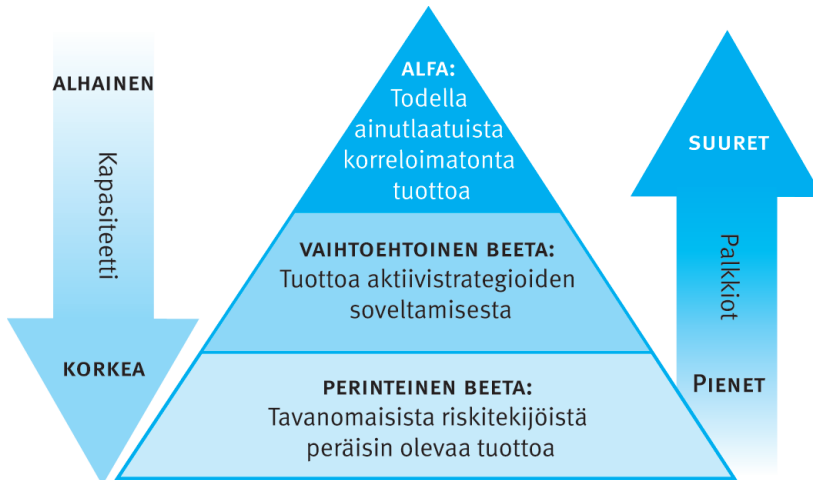 ALHAINEN
Kapasiteetti
KORKEA
ALFA:
Todella
ainutlaatuista
korreloimatonta
tuottoa
VAIHTOEHTOINEN BEETA:
Tuottoa aktiivistrategioiden
soveltamisesta
PERINTEINEN BEETA:
Tavanomaisista riskitekijöistä
peräisin olevaa tuottoa
SUURET
Palkkiot
PIENET